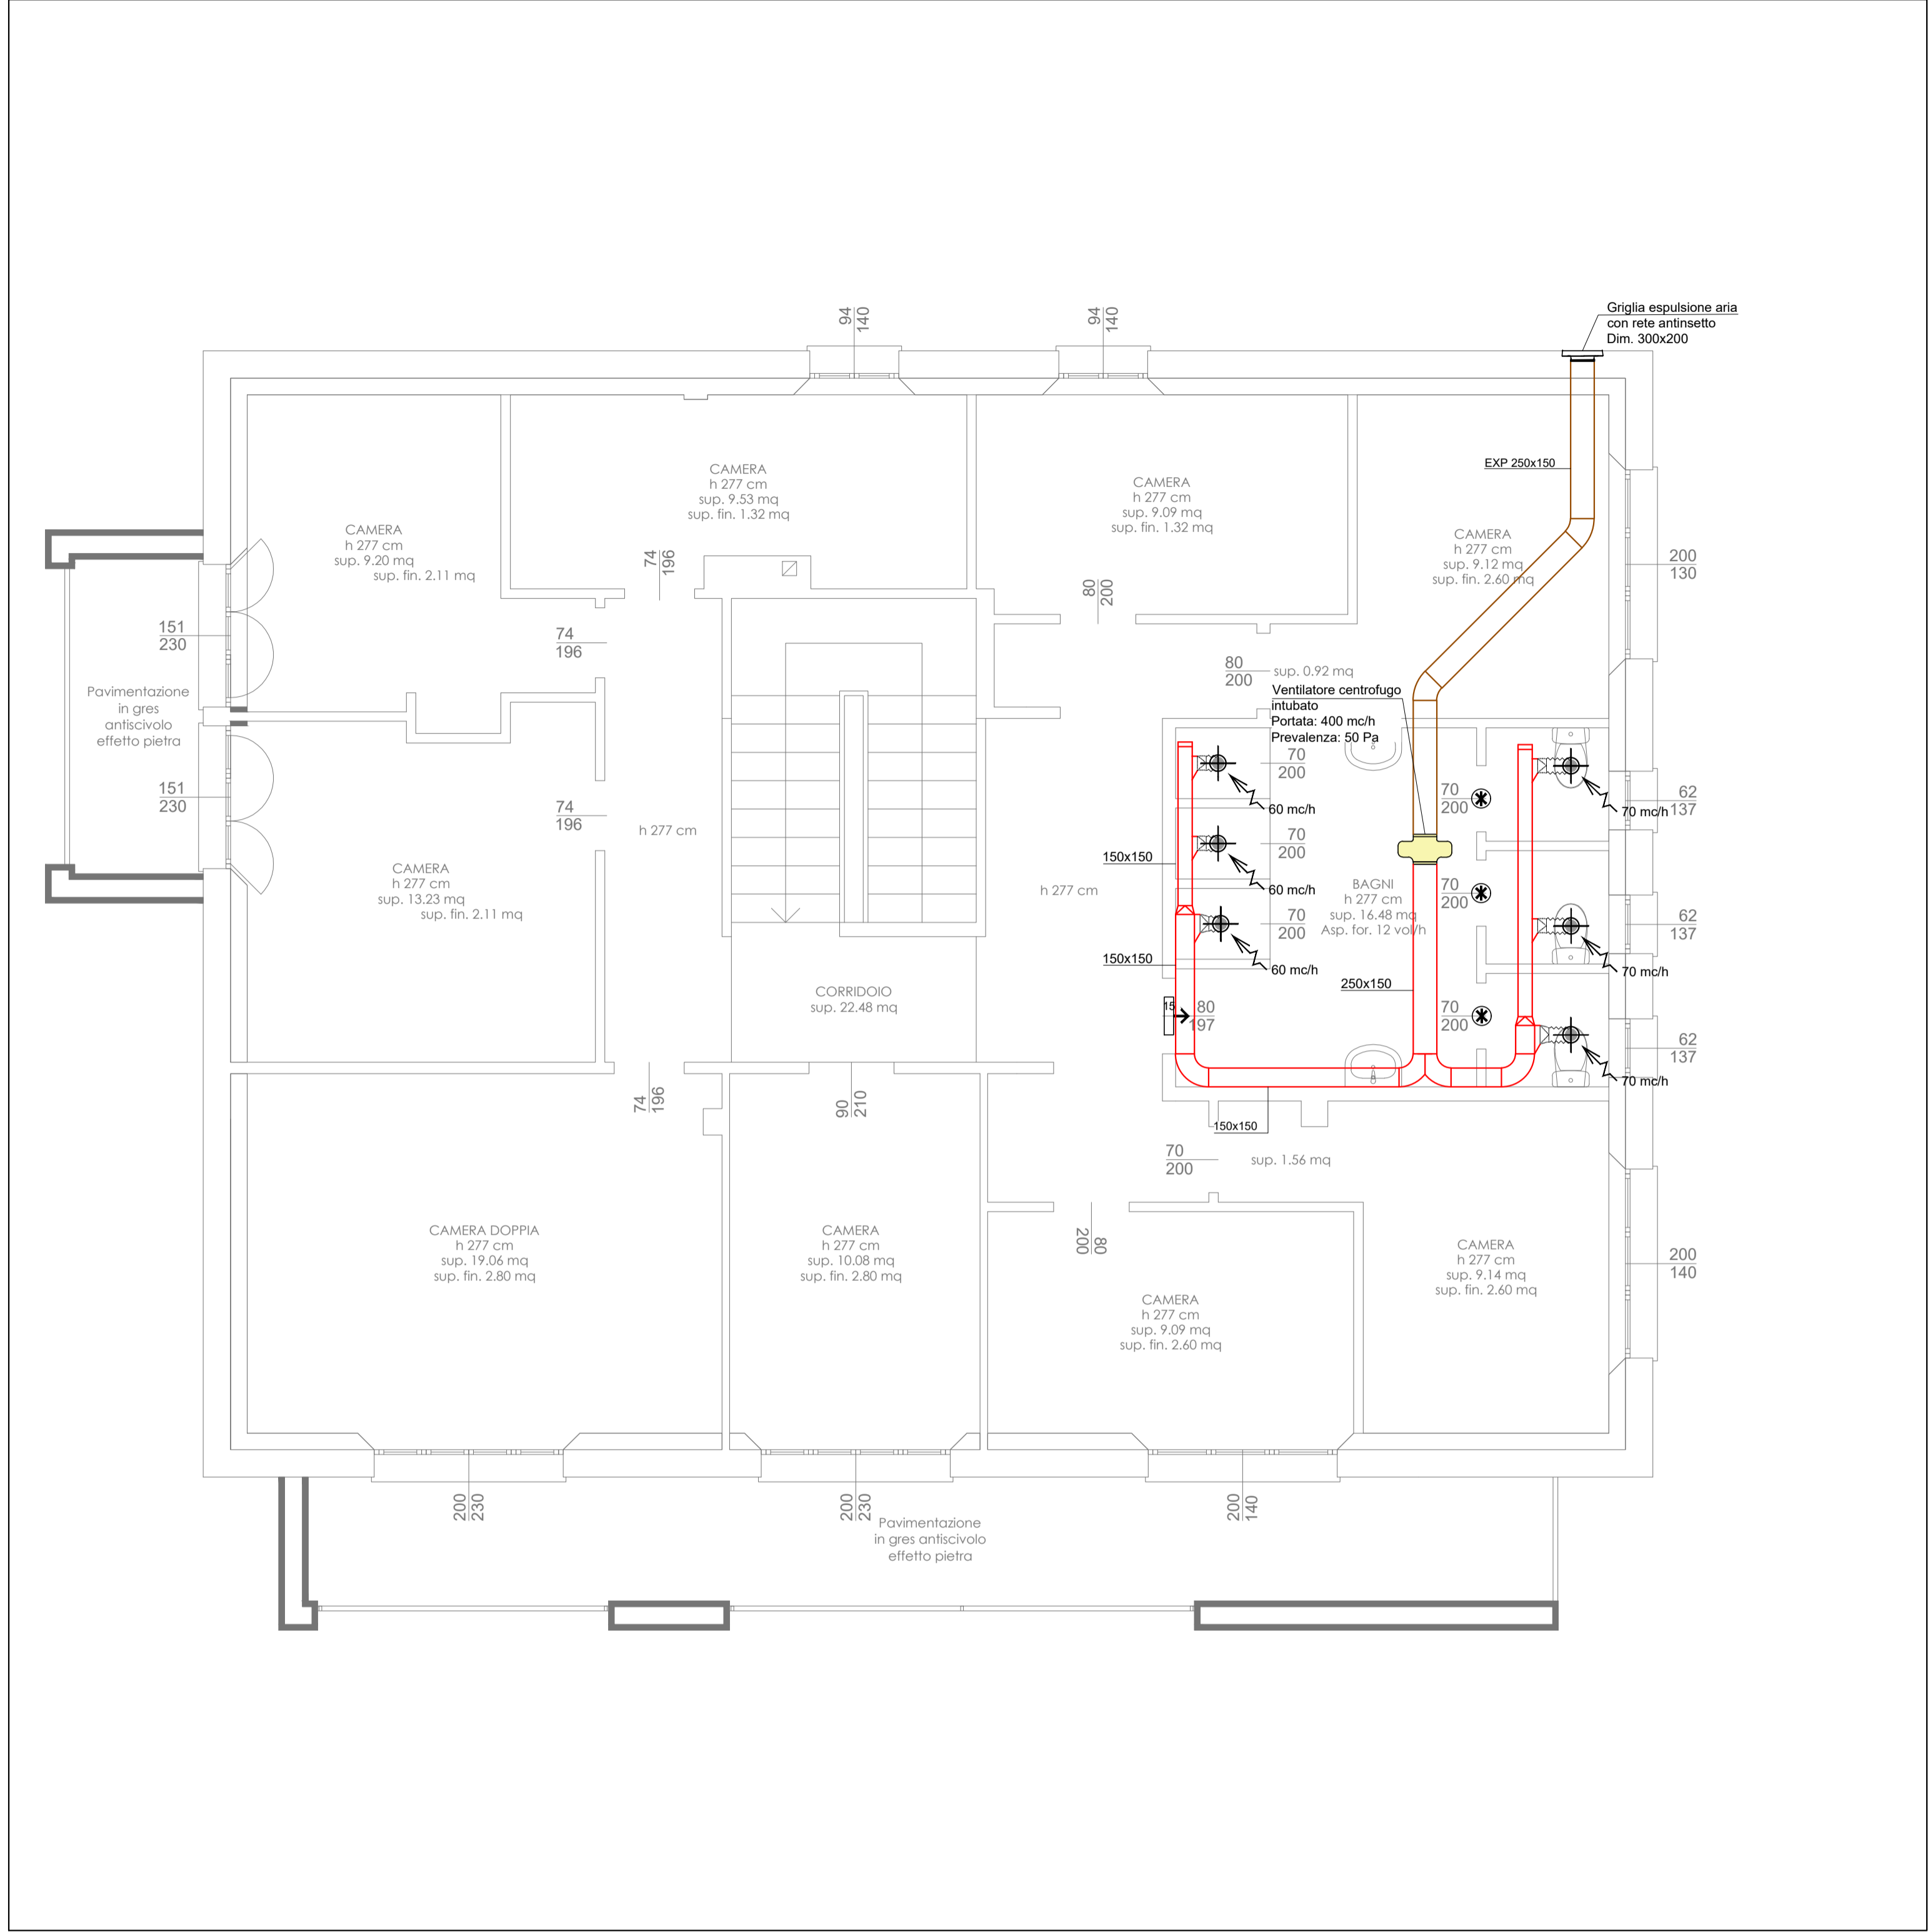 94
140
94
140
Griglia espulsione aria
con rete antinsetto
Dim. 300x200
EXP 250x150
CAMERA
h 277 cm
sup. 9.20 mq
sup. fin. 2.11 mq
CAMERA
h 277 cm
sup. 9.53 mq
sup. fin. 1.32 mq
CAMERA
h 277 cm
sup. 9.09 mq
sup. fin. 1.32 mq
CAMERA
h 277 cm
sup. 9.12 mq
sup. fin. 2.60 mq
200
130
74
196
80
200
151
230
74
196
80
200
sup. 0.92 mq
Pavimentazione
in gres
antiscivolo
effetto pietra
Ventilatore centrofugo
intubato
Portata: 400 mc/h
Prevalenza: 50 Pa
151
230
74
196
h 277 cm
70
200
60 mc/h
70
200
70 mc/h
62
137
150x150
70
200
60 mc/h
CAMERA
h 277 cm
sup. 13.23 mq
sup. fin. 2.11 mq
h 277 cm
BAGNI
h 277 cm
sup. 16.48 mq
Asp. for. 12 vol/h
70
200
62
137
70
200
150x150
60 mc/h
70 mc/h
250x150
CORRIDOIO
sup. 22.48 mq
15
80
197
70
200
62
137
70 mc/h
74
196
90
210
150x150
70
200
sup. 1.56 mq
CAMERA DOPPIA
h 277 cm
sup. 19.06 mq
sup. fin. 2.80 mq
CAMERA
h 277 cm
sup. 10.08 mq
sup. fin. 2.80 mq
80
200
CAMERA
h 277 cm
sup. 9.09 mq
sup. fin. 2.60 mq
CAMERA
h 277 cm
sup. 9.14 mq
sup. fin. 2.60 mq
200
140
200
230
200
230
200
140
Pavimentazione
in gres antiscivolo
effetto pietra